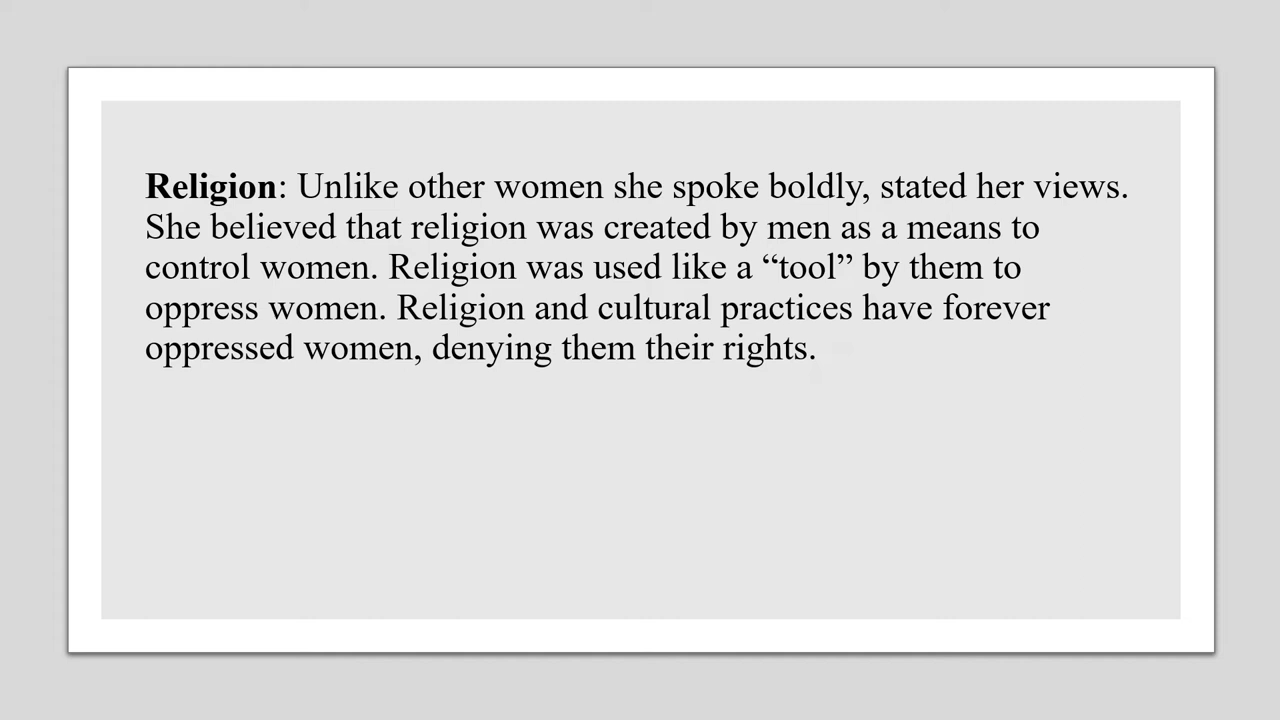 Religion: Unlike other women she spoke boldly, stated her views.
She believed that religion was created by men as a means to
control women. Religion was used like a “tool” by them to
oppress women. Religion and cultural practices have forever
oppressed women, denying them their rights.